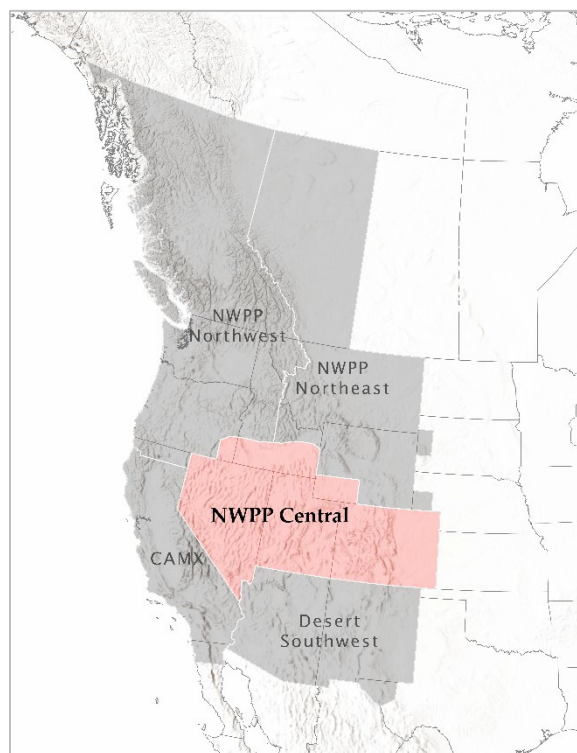 NWPP
Northwest
NWPP
Northeast
NWPP Central
CAMX
Desert
Southwest